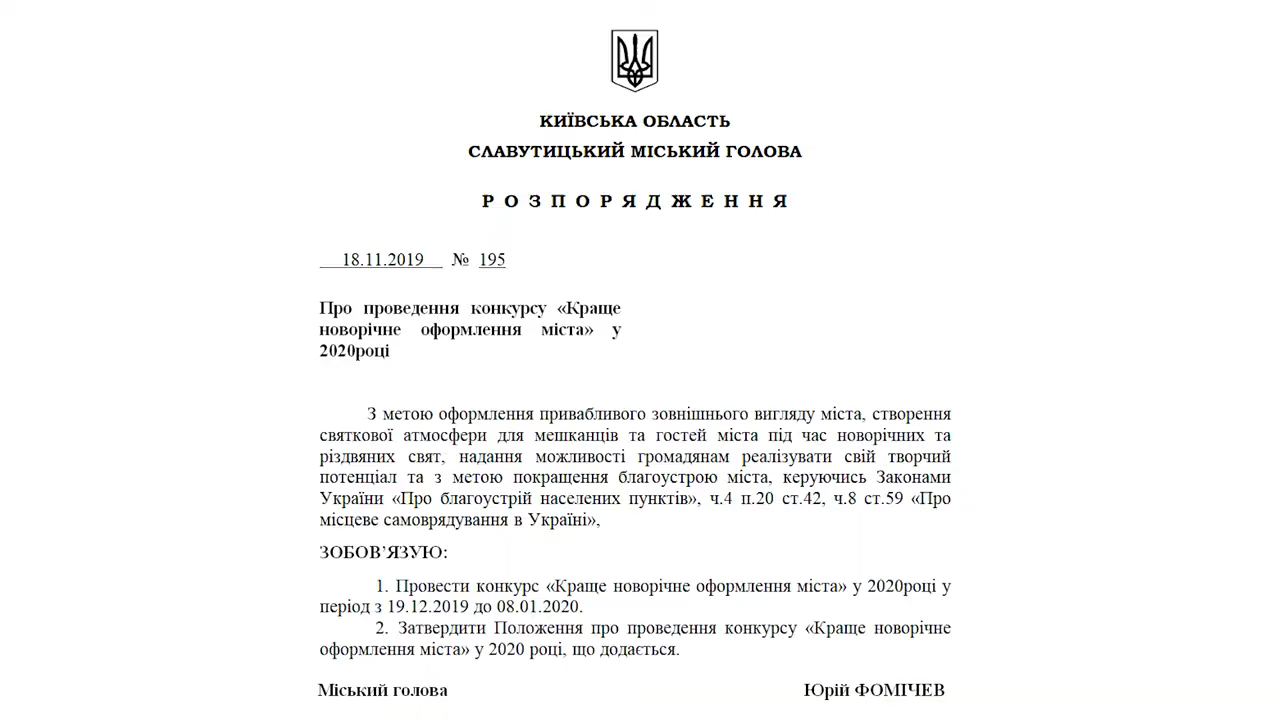 КИЇВСЬКА ОБЛАСТЬ
СЛАВУТИЦЬКИЙ МІСЬКИЙ ГОЛОВА
Р О З П О Р Я Д Ж Е Н Н Я
18.11.2019 № 195
Про проведення конкурсу «Краще
новорічне оформлення міста» у
2020році
З метою оформлення привабливого зовнішнього вигляду міста, створення
святкової атмосфери для мешканців та гостей міста під час новорічних та
різдвяних свят, надання можливості громадянам реалізувати свій творчий
потенціал та з метою покращення благоустрою міста, керуючись Законами
України «Про благоустрій населених пунктів», ч.4 п.20 ст.42, ч.8 ст.59 «Про
місцеве самоврядування в Україні»,
ЗОБОВ’ЯЗУЮ:
1. Провести конкурс «Краще новорічне оформлення міста» у 2020році у
період з 19.12.2019 до 08.01.2020.
2. Затвердити Положення про проведення конкурсу «Краще новорічне
оформлення міста» у 2020 році, що додається.
Міський голова Юрій ФОМІЧЕВ